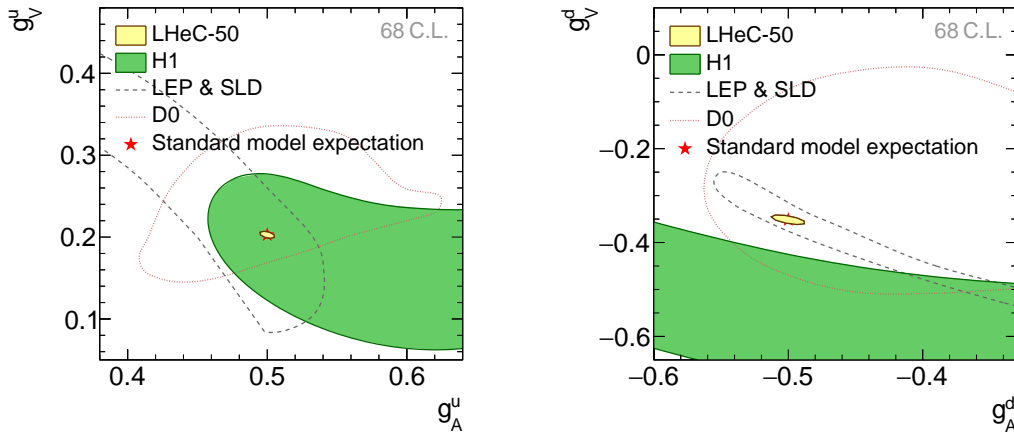 g_V^u
68 C.L.
LHeC-50
H1
LEP & SLD
D0
Standard model expectation
0.4
0.3
0.2
0.1
0.4 0.5 0.6
g_A^u
g_V^d
68 C.L.
LHeC-50
H1
LEP & SLD
D0
Standard model expectation
0
−0.2
−0.4
−0.6
−0.6 −0.5 −0.4
g_A^d